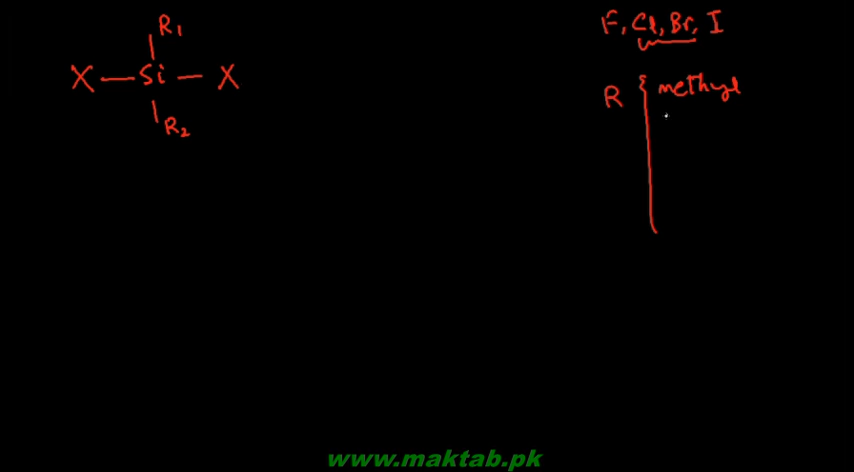 R1
X — Si — X
R2
F, Cl, Br, I
R { methyl
www.maktab.pk